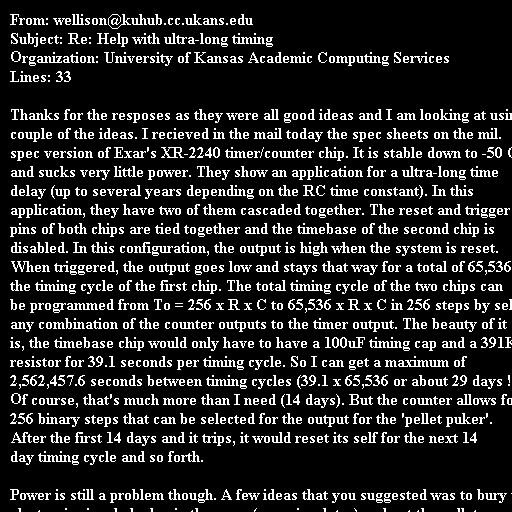 From: wellison@kuhub.cc.ukans.edu
Subject: Re: Help with ultra-long timing
Organization: University of Kansas Academic Computing Services
Lines: 33

Thanks for the resposes as they were all good ideas and I am looking at
couple of the ideas. I recieved in the mail today the spec sheets on the mil.
spec version of Exar's XR-2240 timer/counter chip. It is stable down to -50
and sucks very little power. They show an application for a ultra-long time
delay (up to several years depending on the RC time constant). In this
application, they have two of them cascaded together. The reset and trigger
pins of both chips are tied together and the timebase of the second chip is
disabled. In this configuration, the output is high when the system is reset.
When triggered, the output goes low and stays that way for a total of 65,536
the timing cycle of the first chip. The total timing cycle of the two chips can
be programmed from To = 256 x R x C to 65,536 x R x C in 256 steps by
any combination of the counter outputs to the timer output. The beauty of it
is, the timebase chip would only have to have a 100uF timing cap and a 391K
resistor for 39.1 seconds per timing cycle. So I can get a maximum of
2,562,457.6 seconds between timing cycles (39.1 x 65,536 or about 29 days !
Of course, that's much more than I need (14 days). But the counter allows
256 binary steps that can be selected for the output for the 'pellet puker'.
After the first 14 days and it trips, it would reset its self for the next 14
day timing cycle and so forth.

Power is still a problem though. A few ideas that you suggested was to bury